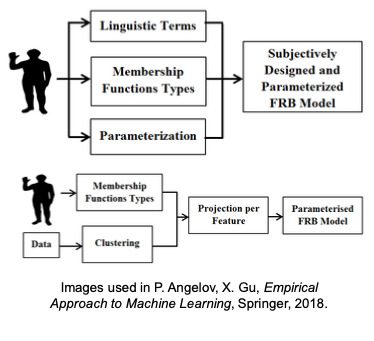 Linguistic Terms
Membership
Functions Types
Parameterization
Subjectively
Designed and
Parameterized
FRB Model
Membership
Functions Types
Data
Clustering
Projection per
Feature
Parameterised
FRB Model
Images used in P. Angelov, X. Gu, Empirical
Approach to Machine Learning, Springer, 2018.